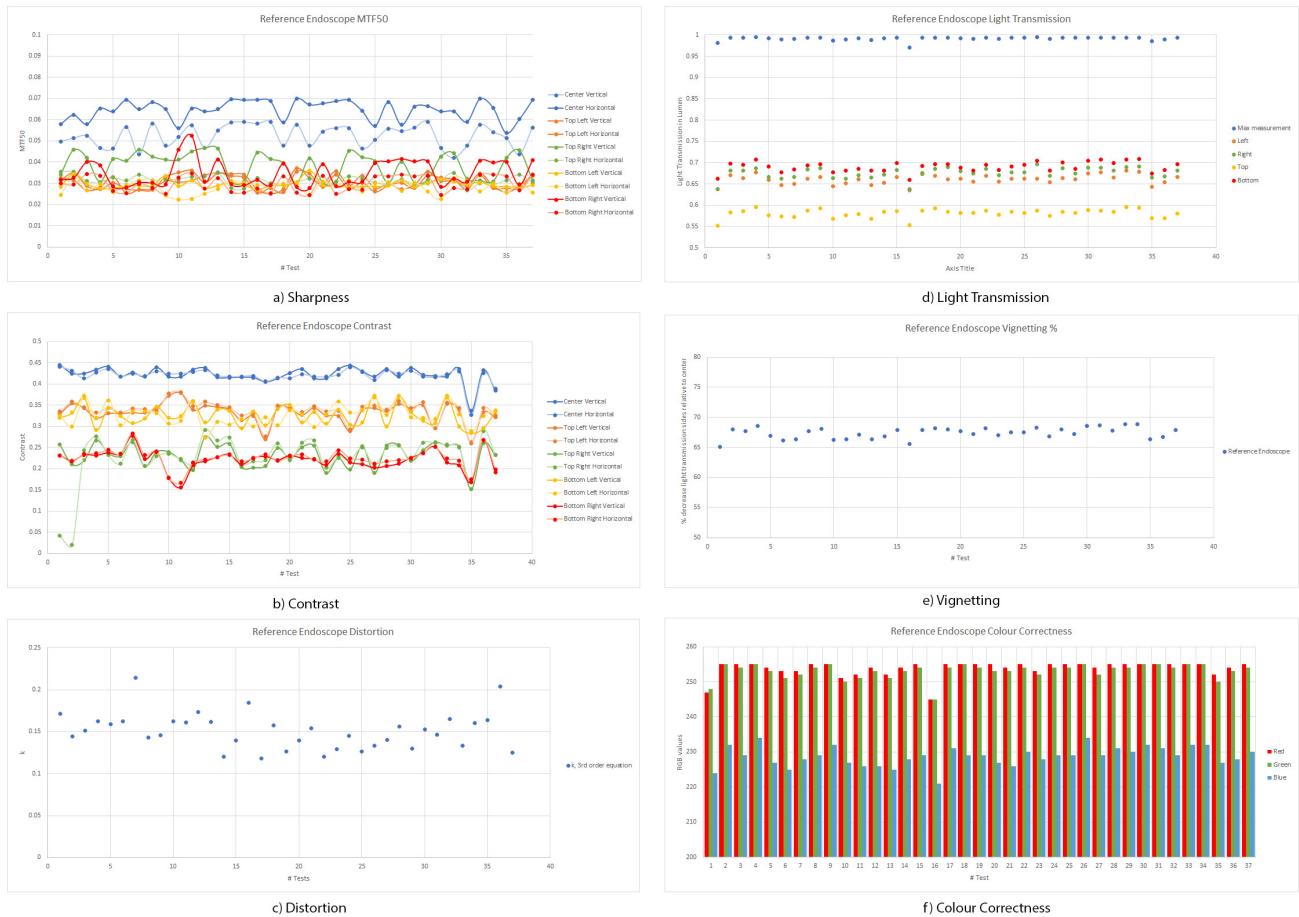 Reference Endoscope MTF50
0.1
0.09
0.08
0.07
0.06
0.05
0.04
0.03
0.02
0.01
0
MTF50
0 5 10 15 20 25 30 35
# Test
Center Vertical
Center Horizontal
Top Left Vertical
Top Left Horizontal
Top Right Vertical
Top Right Horizontal
Bottom Left Vertical
Bottom Left Horizontal
Bottom Right Vertical
Bottom Right Horizontal
a) Sharpness
Reference Endoscope Light Transmission
1
0.95
0.9
0.85
0.8
0.75
0.7
0.65
0.6
0.55
0.5
Light Transmission in Lumen
0 5 10 15 20 25 30 35 40
Axis Title
Max measurement
Left
Right
Top
Bottom
d) Light Transmission
Reference Endoscope Contrast
0.5
0.45
0.4
0.35
0.3
0.25
0.2
0.15
0.1
0.05
0
Contrast
0 5 10 15 20 25 30 35 40
# Test
Center Vertical
Center Horizontal
Top Left Vertical
Top Left Horizontal
Top Right Vertical
Top Right Horizontal
Bottom Left Vertical
Bottom Left Horizontal
Bottom Right Vertical
Bottom Right Horizontal
b) Contrast
Reference Endoscope Vignetting %
80
75
70
65
60
55
50
% decrease light transmission sides relative to center
0 5 10 15 20 25 30 35 40
# Test
Reference Endoscope
e) Vignetting
Reference Endoscope Distortion
0.25
0.2
0.15
0.1
0.05
0
k
0 5 10 15 20 25 30 35 40
# Tests
k, 3rd order equation
c) Distortion
Reference Endoscope Colour Correctness
260
250
240
230
220
210
200
RGB values
1 2 3 4 5 6 7 8 9 10 11 12 13 14 15 16 17 18 19 20 21 22 23 24 25 26 27 28 29 30 31 32 33 34 35 36 37
# Test
Red
Green
Blue
f) Colour Correctness